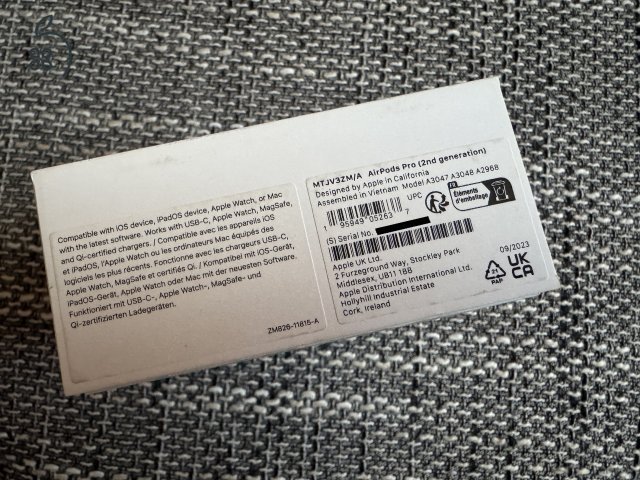 Compatible with iOS device, iPadOS device, Apple Watch, or Mac
with the latest software. Works with USB-C, Apple Watch, MagSafe,
and Qi-certified chargers. / Compatible avec les appareils iOS
et iPadOS, l'Apple Watch ou les ordinateurs Mac équipés des
logiciels les plus récents. Fonctionne avec les chargeurs USB-C,
Apple Watch, MagSafe et certifiés Qi. / Kompatibel mit iOS-Gerät,
iPadOS-Gerät, Apple Watch oder Mac mit der neuesten Software.
Funktioniert mit USB-C-, Apple Watch-, MagSafe- und
Qi-zertifizierten Ladegeräten.
ZM826-11815-A
MTJV3ZM/A AirPods Pro (2nd generation)
Designed by Apple in California
Assembled in Vietnam Model A3047 A3048 A2968
UPC
1 95949 05263 7
FR
Éléments
d'emballage
(S) Serial No.
Apple UK Ltd.
2 Furzeground Way, Stockley Park
Middlesex, UB11 1BB
Apple Distribution International Ltd.
Hollyhill Industrial Estate
Cork, Ireland
09/2023
21
PAP
UK
CA